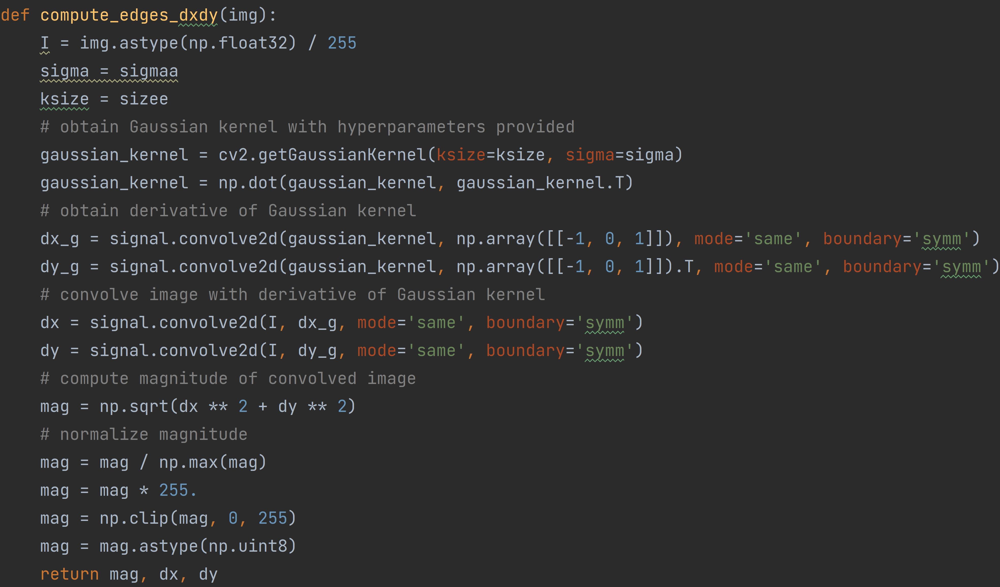 def compute_edges_dxdy(img):
    I = img.astype(np.float32) / 255
    sigma = sigmaa
    ksize = sizee
    # obtain Gaussian kernel with hyperparameters provided
    gaussian_kernel = cv2.getGaussianKernel(ksize=ksize, sigma=sigma)
    gaussian_kernel = np.dot(gaussian_kernel, gaussian_kernel.T)
    # obtain derivative of Gaussian kernel
    dx_g = signal.convolve2d(gaussian_kernel, np.array([[-1, 0, 1]]), mode='same', boundary='symm')
    dy_g = signal.convolve2d(gaussian_kernel, np.array([[-1, 0, 1]]).T, mode='same', boundary='symm')
    # convolve image with derivative of Gaussian kernel
    dx = signal.convolve2d(I, dx_g, mode='same', boundary='symm')
    dy = signal.convolve2d(I, dy_g, mode='same', boundary='symm')
    # compute magnitude of convolved image
    mag = np.sqrt(dx ** 2 + dy ** 2)
    # normalize magnitude
    mag = mag / np.max(mag)
    mag = mag * 255.
    mag = np.clip(mag, 0, 255)
    mag = mag.astype(np.uint8)
    return mag, dx, dy